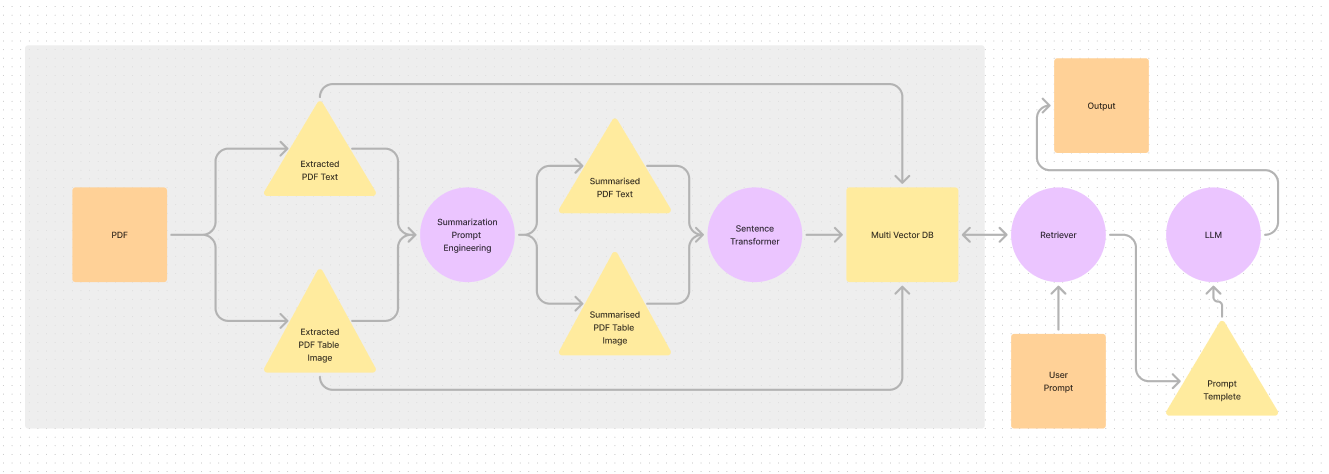 PDF
Extracted
PDF Text
Extracted
PDF Table
Image
Summarization
Prompt
Engineering
Summarised
PDF Text
Summarised
PDF Table
Image
Sentence
Transformer
Multi Vector DB
Retriever
User
Prompt
Prompt
Templete
LLM
Output